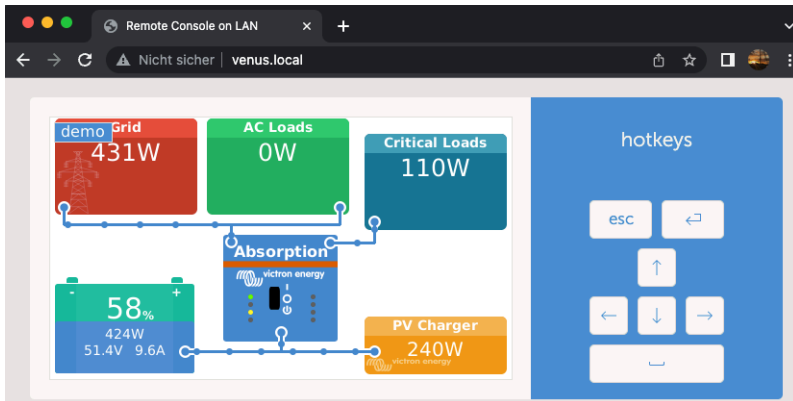 Remote Console on LAN
Nicht sicher venus.local
demo
Grid
431W
AC Loads
0W
Critical Loads
110W
hotkeys
esc
Absorption
victron energy
- +
58%
424W
51.4V 9.6A
PV Charger
240W
victron energy